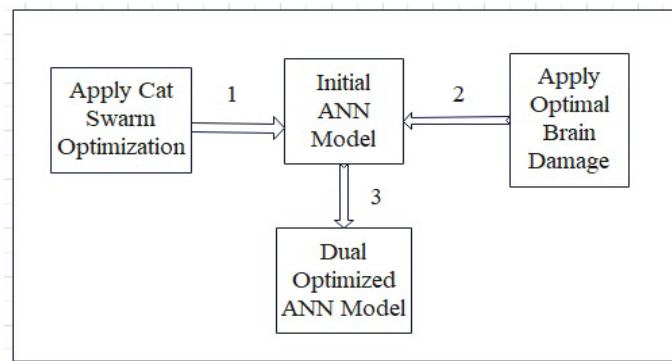 Apply Cat
Swarm
Optimization
1
Initial
ANN
Model
2
Apply
Optimal
Brain
Damage
3
Dual
Optimized
ANN Model